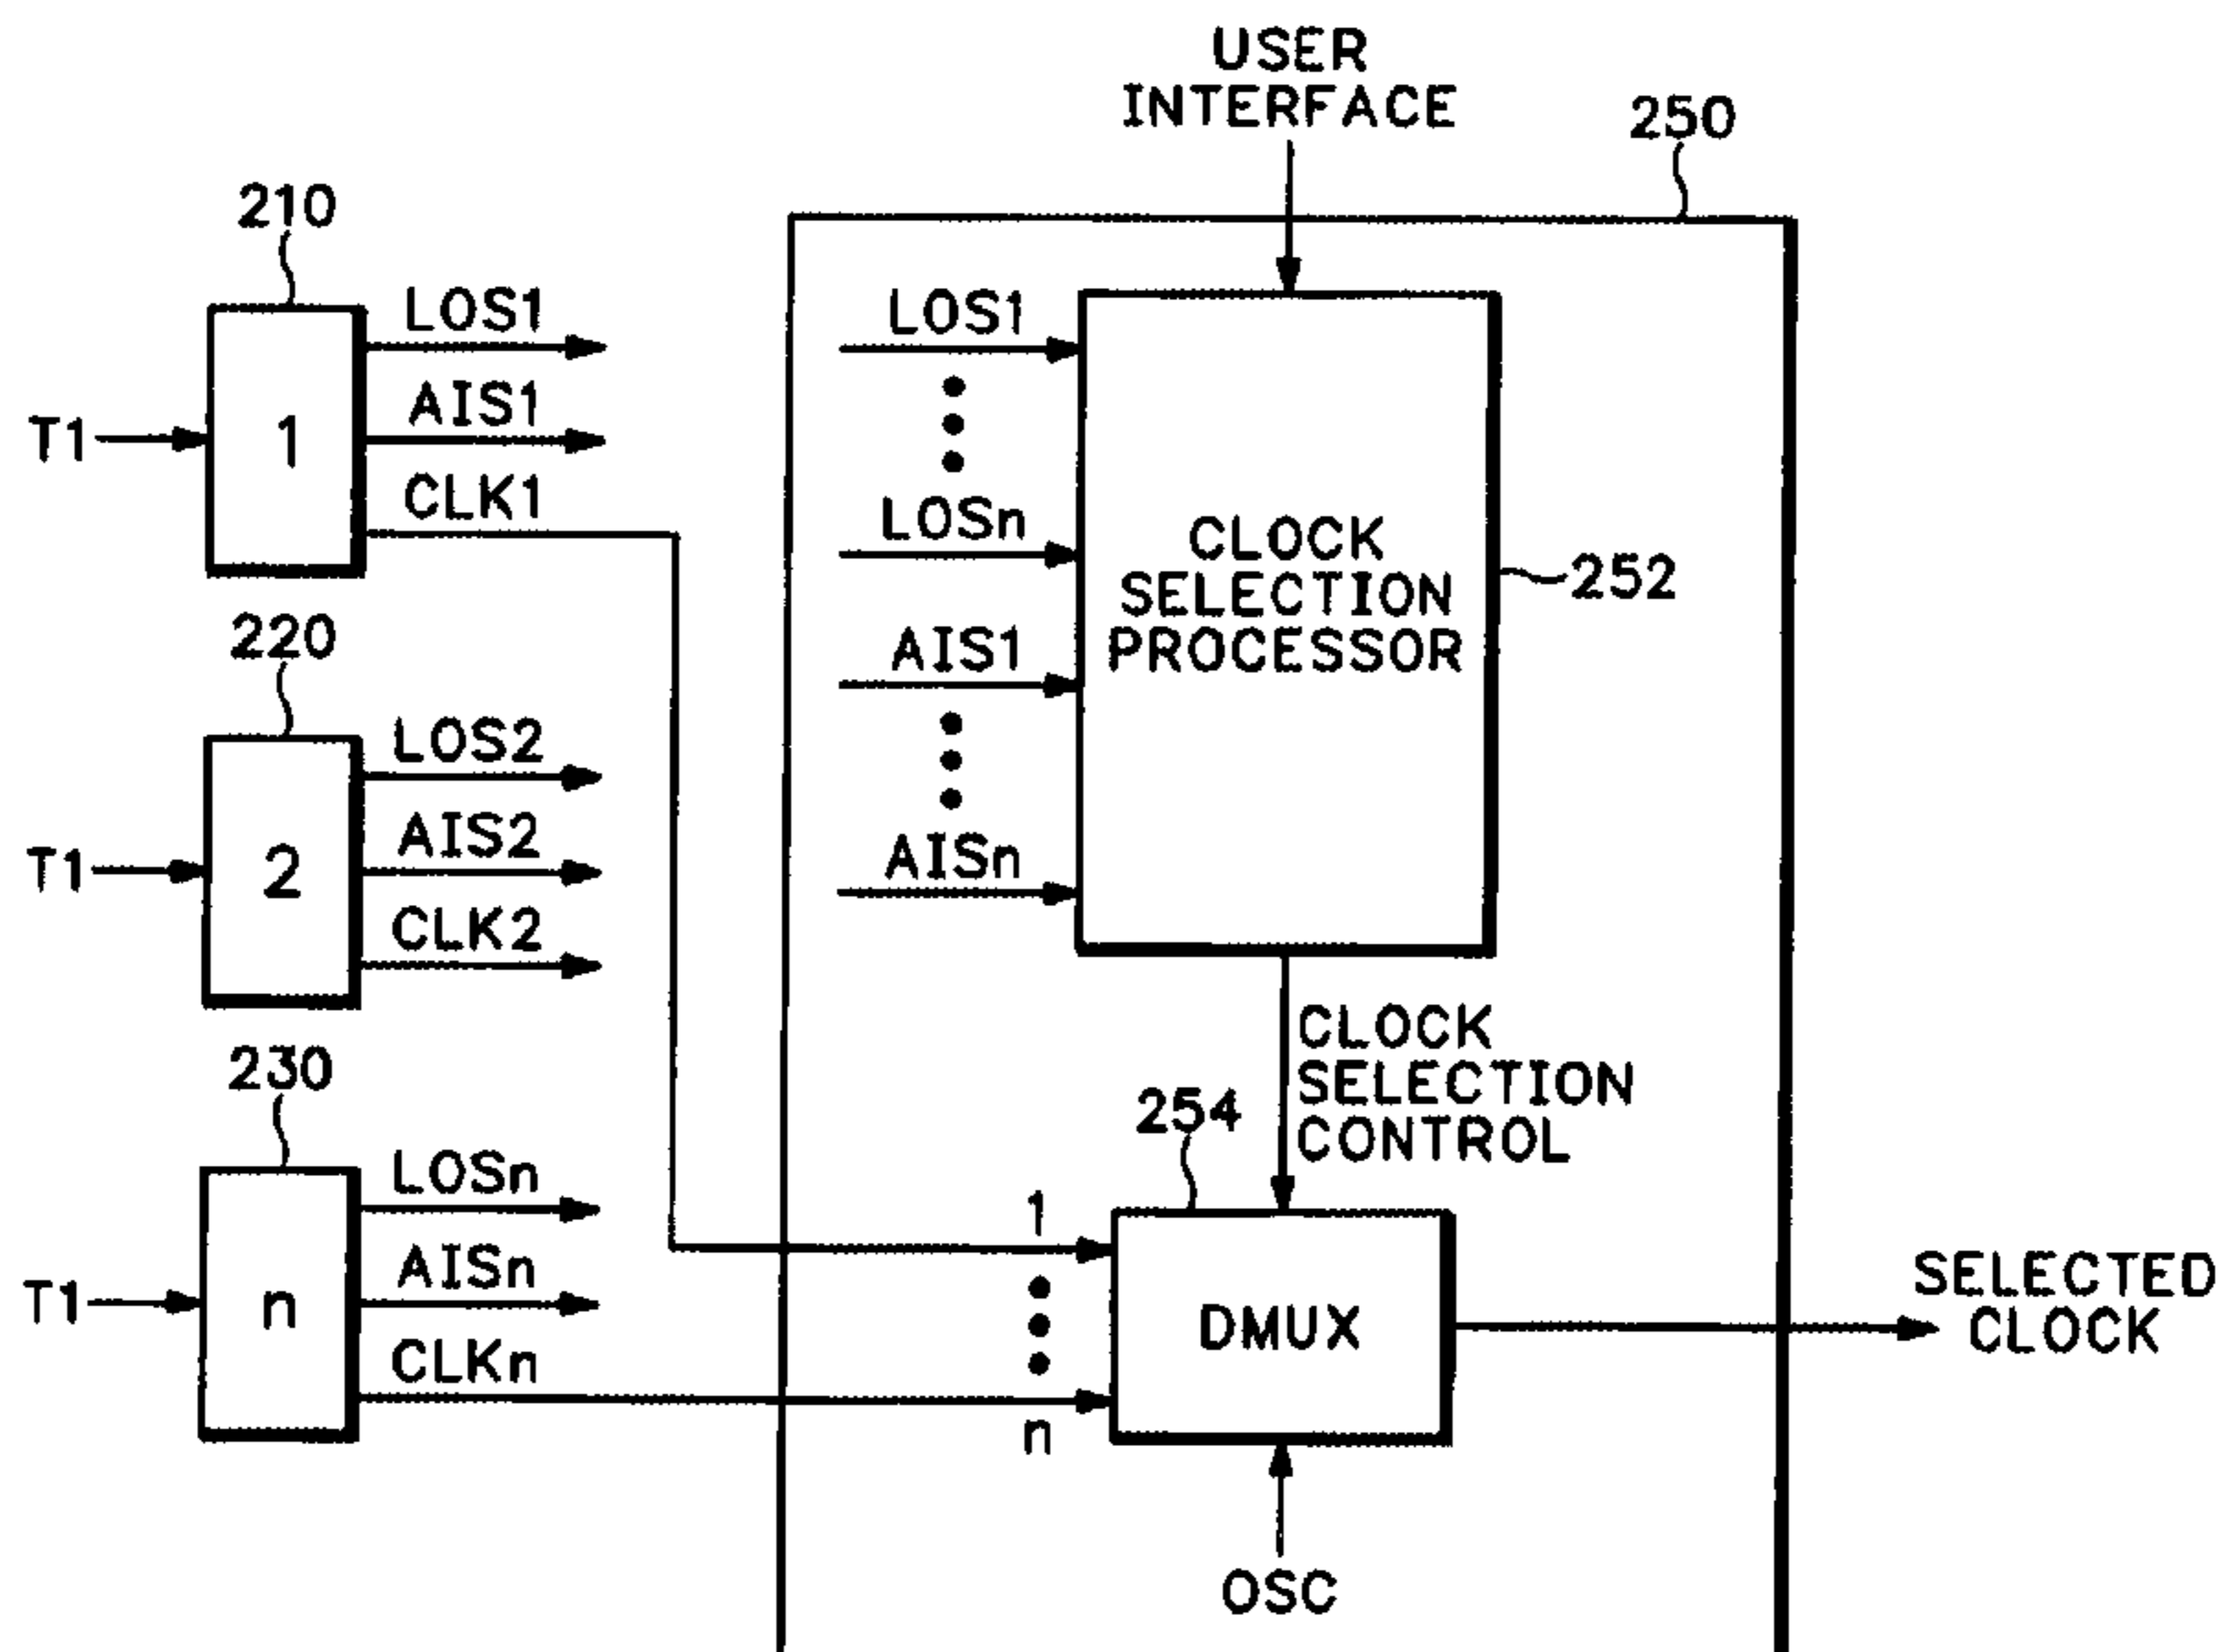 USER
INTERFACE
250
210
LOS1
AIS1
CLK1
T1
1
220
LOS2
AIS2
CLK2
T1
2
230
LOSn
AISn
CLKn
T1
n
LOS1
LOSn
AIS1
AISn
CLOCK
SELECTION
PROCESSOR
252
CLOCK
SELECTION
CONTROL
254
1
n
DMUX
OSC
SELECTED
CLOCK